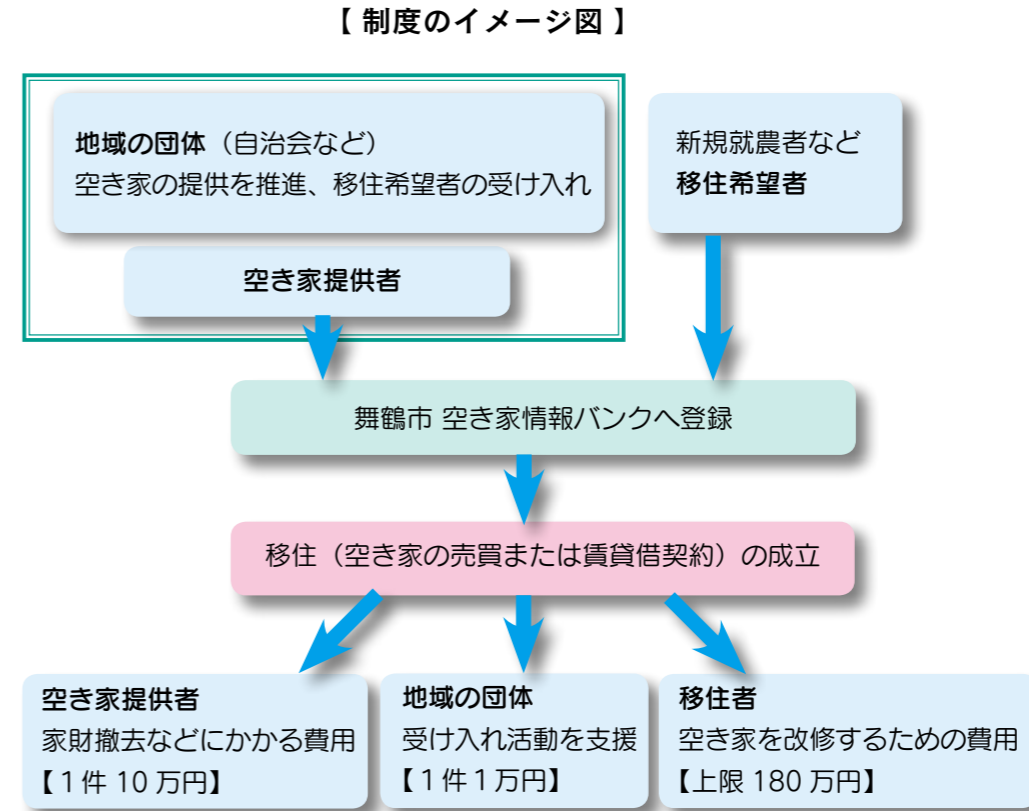 【 制度のイメージ図 】
地域の団体（自治会など）
空き家の提供を推進、移住希望者の受け入れ
空き家提供者
新規就農者など
移住希望者
舞鶴市 空き家情報バンクへ登録
移住（空き家の売買または賃貸借契約）の成立
空き家提供者
家財撤去などにかかる費用
【１件 10 万円】
地域の団体
受け入れ活動を支援
【１件１万円】
移住者
空き家を改修するための費用
【上限 180 万円】